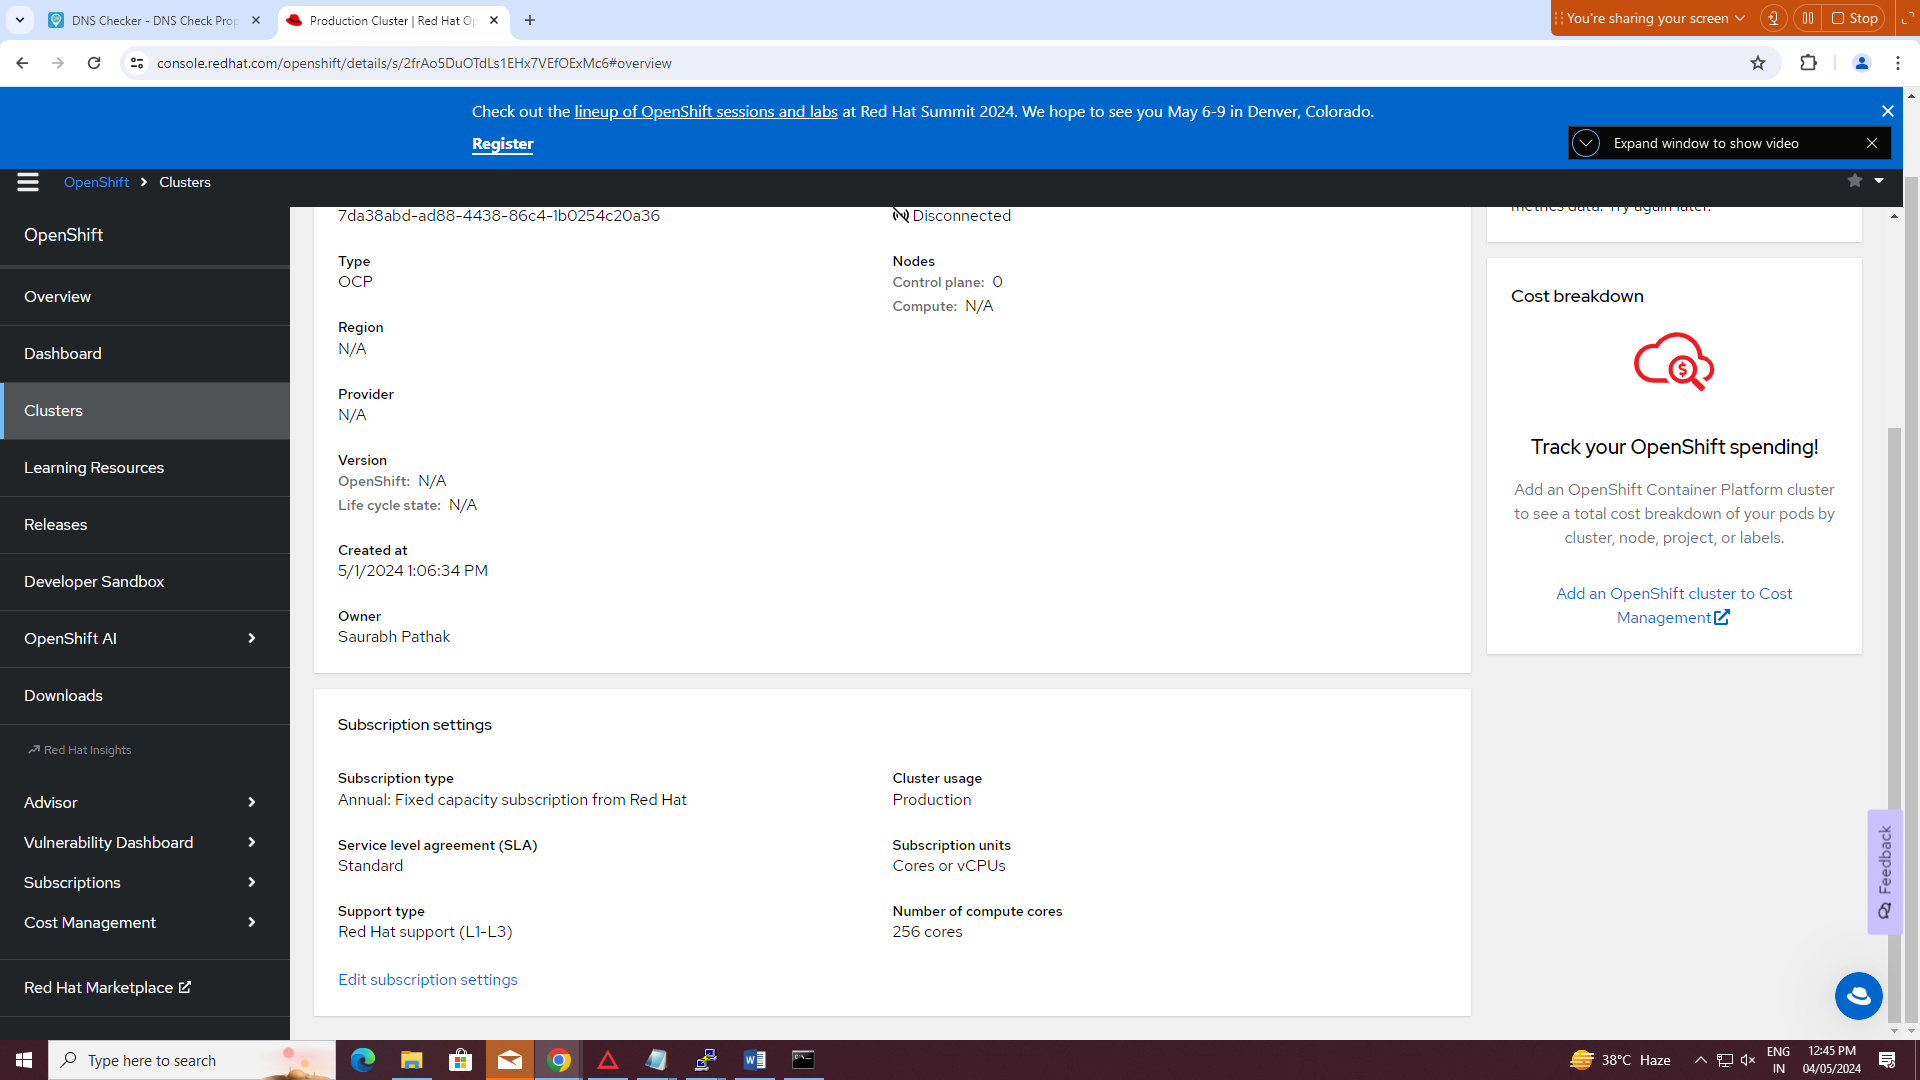 DNS Checker - DNS Check Prop
Production Cluster | Red Hat Op
You're sharing your screen
Stop
console.redhat.com/openshift/details/s/2frAo5DuOTdLs1EHx7VEfOExMc6#overview
Check out the lineup of OpenShift sessions and labs at Red Hat Summit 2024. We hope to see you May 6-9 in Denver, Colorado.
Register
Expand window to show video
OpenShift > Clusters
OpenShift
Overview
Dashboard
Clusters
Learning Resources
Releases
Developer Sandbox
OpenShift AI
Downloads
Red Hat Insights
Advisor
Vulnerability Dashboard
Subscriptions
Cost Management
Red Hat Marketplace
7da38abd-ad88-4438-86c4-1b0254c20a36
Disconnected
Type
OCP
Nodes
Control plane: 0
Compute: N/A
Region
N/A
Provider
N/A
Version
OpenShift: N/A
Life cycle state: N/A
Created at
5/1/2024 1:06:34 PM
Owner
Saurabh Pathak
Subscription settings
Subscription type
Annual: Fixed capacity subscription from Red Hat
Cluster usage
Production
Service level agreement (SLA)
Standard
Subscription units
Cores or vCPUs
Support type
Red Hat support (L1-L3)
Number of compute cores
256 cores
Edit subscription settings
metrics data. Try again later.
Cost breakdown
Track your OpenShift spending!
Add an OpenShift Container Platform cluster
to see a total cost breakdown of your pods by
cluster, node, project, or labels.
Add an OpenShift cluster to Cost
Management
Feedback
Type here to search
38°C Haze
ENG
IN
12:45 PM
04/05/2024